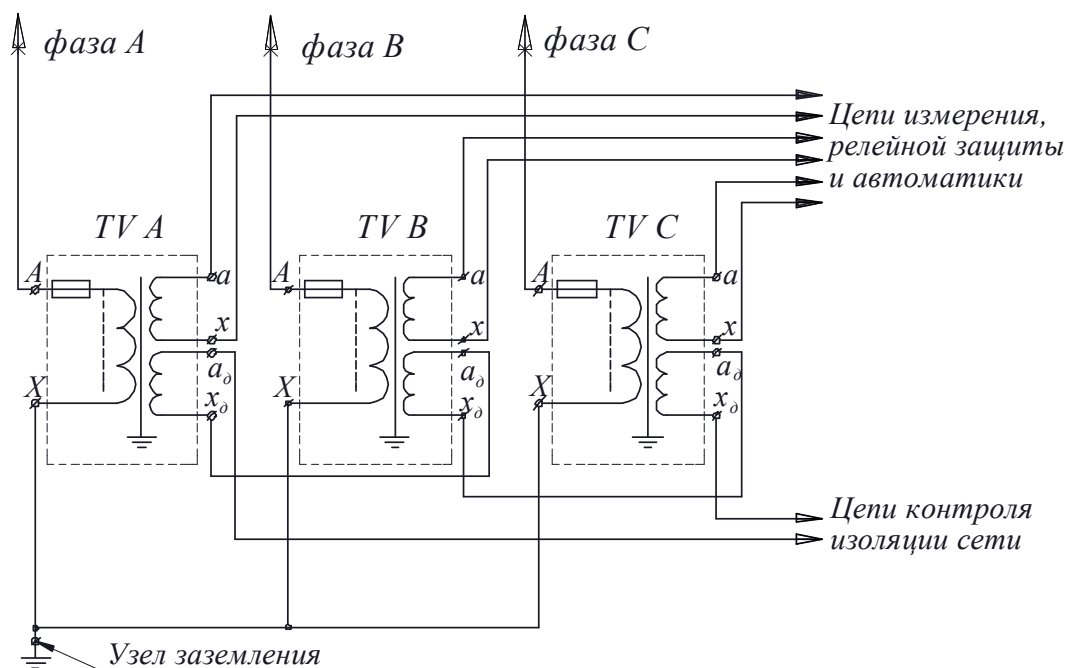 фаза А
фаза В
фаза С
Цепи измерения,
релейной защиты
и автоматики
TV A
TV B
TV C
A
a
A
a
A
a
x
x
x
X
aд
X
aд
X
aд
xд
xд
xд
Цепи контроля
изоляции сети
Узел заземления